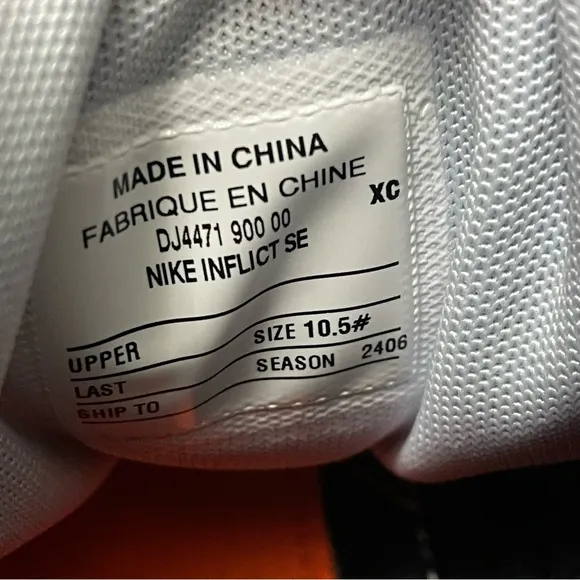 MADE IN CHINA
FABRIQUE EN CHINE
XC
DJ4471 900 00
NIKE INFLICT SE
UPPER SIZE 10.5#
LAST SEASON 2406
SHIP TO